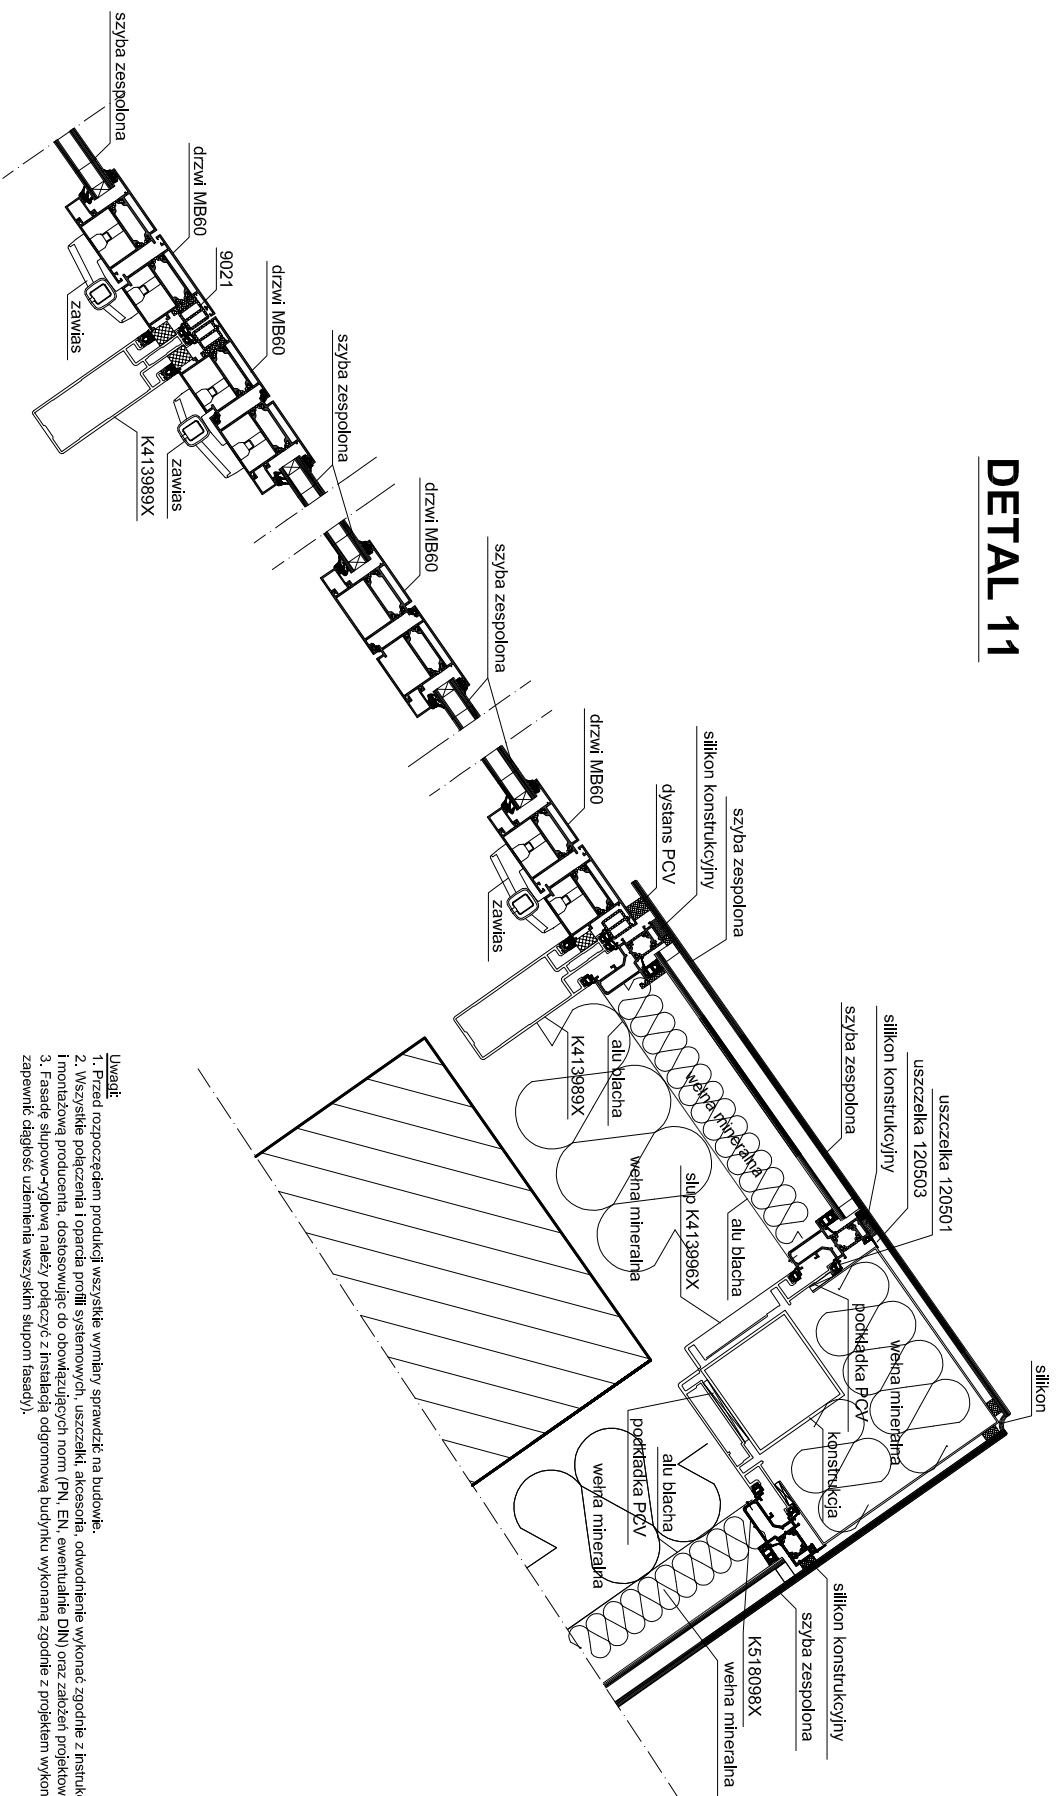 DETAL 11
szyba zespolona
drzwi MB60
9021
drzwi MB60
zawias
K413989X
zawias
szyba zespolona
drzwi MB60
szyba zespolona
drzwi MB60
zawias
dystans PCV
silikon konstrukcyjny
szyba zespolona
K413989X
alu blacha
wełna mineralna
wełna mineralna
słup K413996X
alu blacha
szyba zespolona
silikon konstrukcyjny
uszczelka 120503
uszczelka 120501
podkładka PCV
wełna mineralna
silikon
konstrukcja
podkładka PCV
alu blacha
wełna mineralna
silikon konstrukcyjny
szyba zespolona
K518098X
wełna mineralna
Uwagi:
1. Przed rozpoczęciem produkcji wszystkie wymiary sprawdzić na budowie.
2. Wszystkie połączenia i oparcia profili systemowych, uszczelki, akcesoria, odwodnienie wykonać zgodnie z instruk
i montażową producenta, dostosowując do obowiązujących norm (PN, EN, ewentualnie DIN) oraz założeń projektow
3. Fasadę słupowo-ryglową należy połączyć z instalacją odgromową budynku wykonaną zgodnie z projektem wykon
zapewnić ciągłość uziemienia wszyskim słupom fasady).